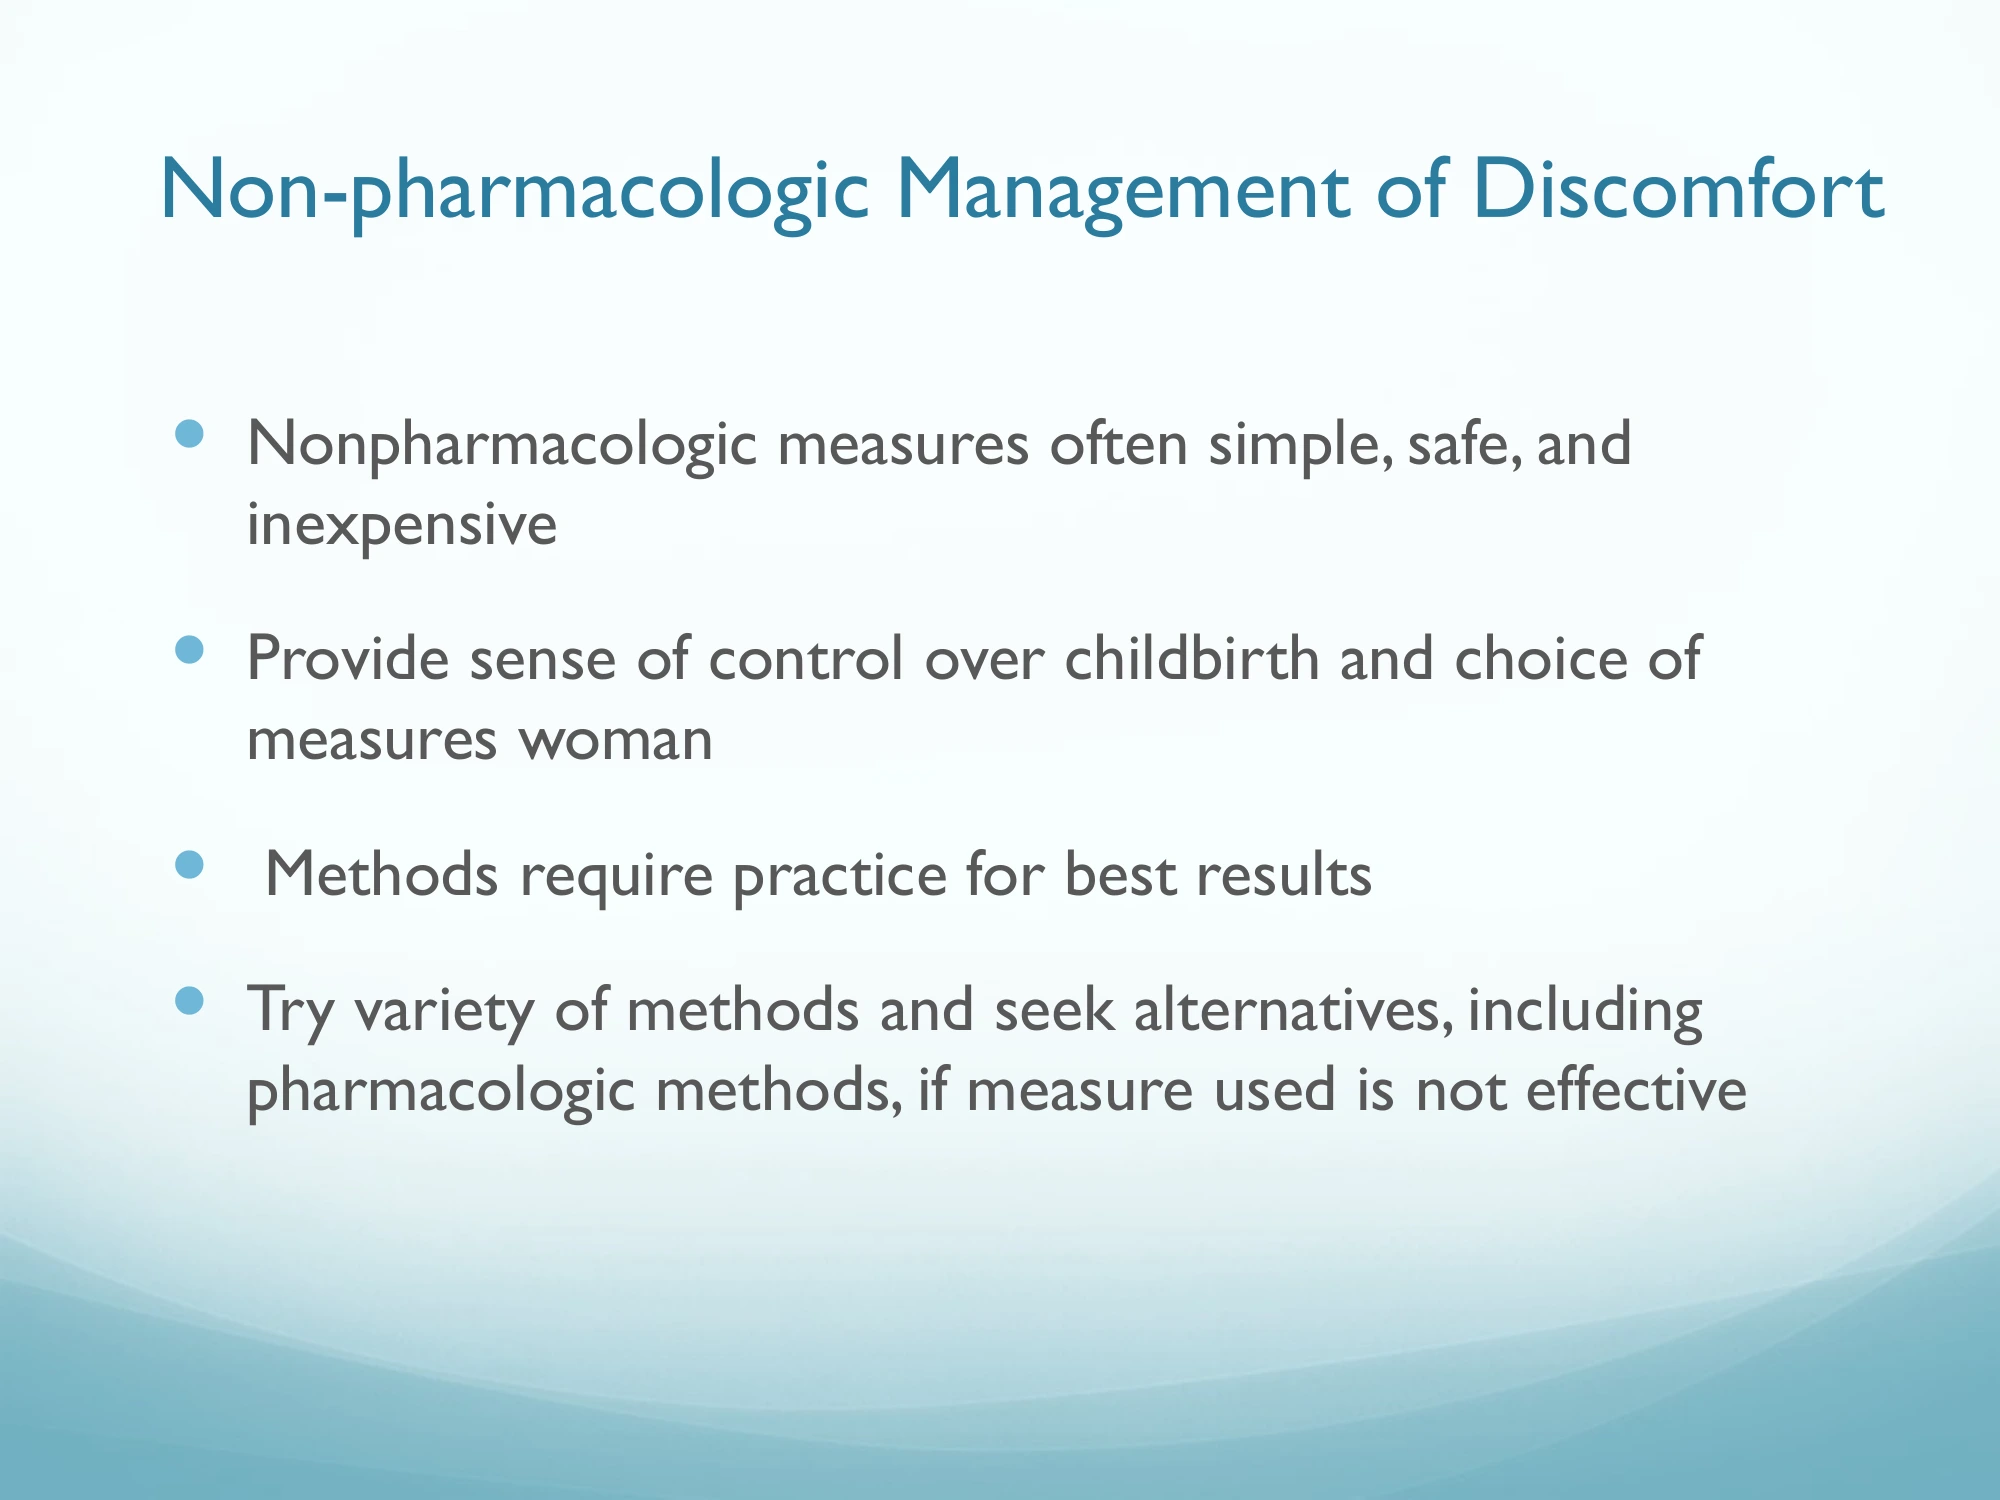 Non-pharmacologic Management of Discomfort
• Nonpharmacologic measures often simple, safe, and
inexpensive
• Provide sense of control over childbirth and choice of
measures woman
• Methods require practice for best results
• Try variety of methods and seek alternatives, including
pharmacologic methods, if measure used is not effective